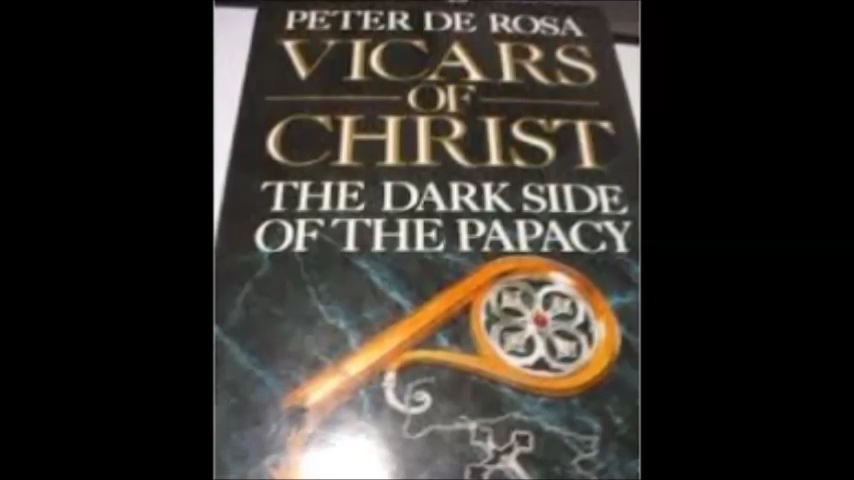 PETER DE ROSA
VICARS
OF
CHRIST
THE DARK SIDE
OF THE PAPACY